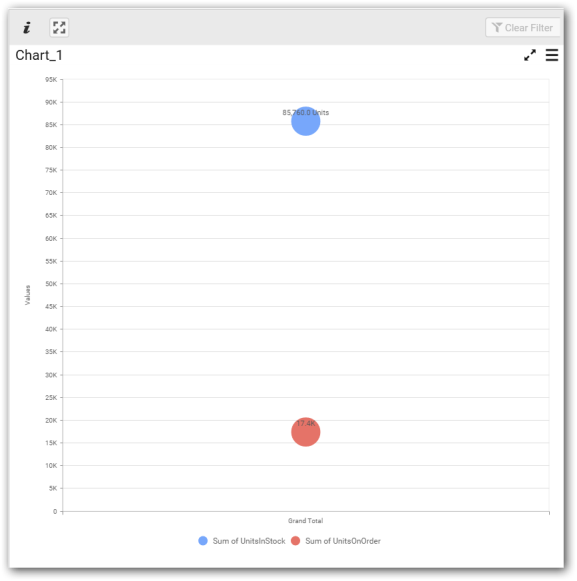 i
Clear Filter
Chart_1
95K
90K
85,760.0 Units
85K
80K
75K
70K
65K
60K
55K
50K
Values
45K
40K
35K
30K
25K
20K
17.4K
15K
10K
5K
0
Grand Total
Sum of UnitsInStock Sum of UnitsOnOrder